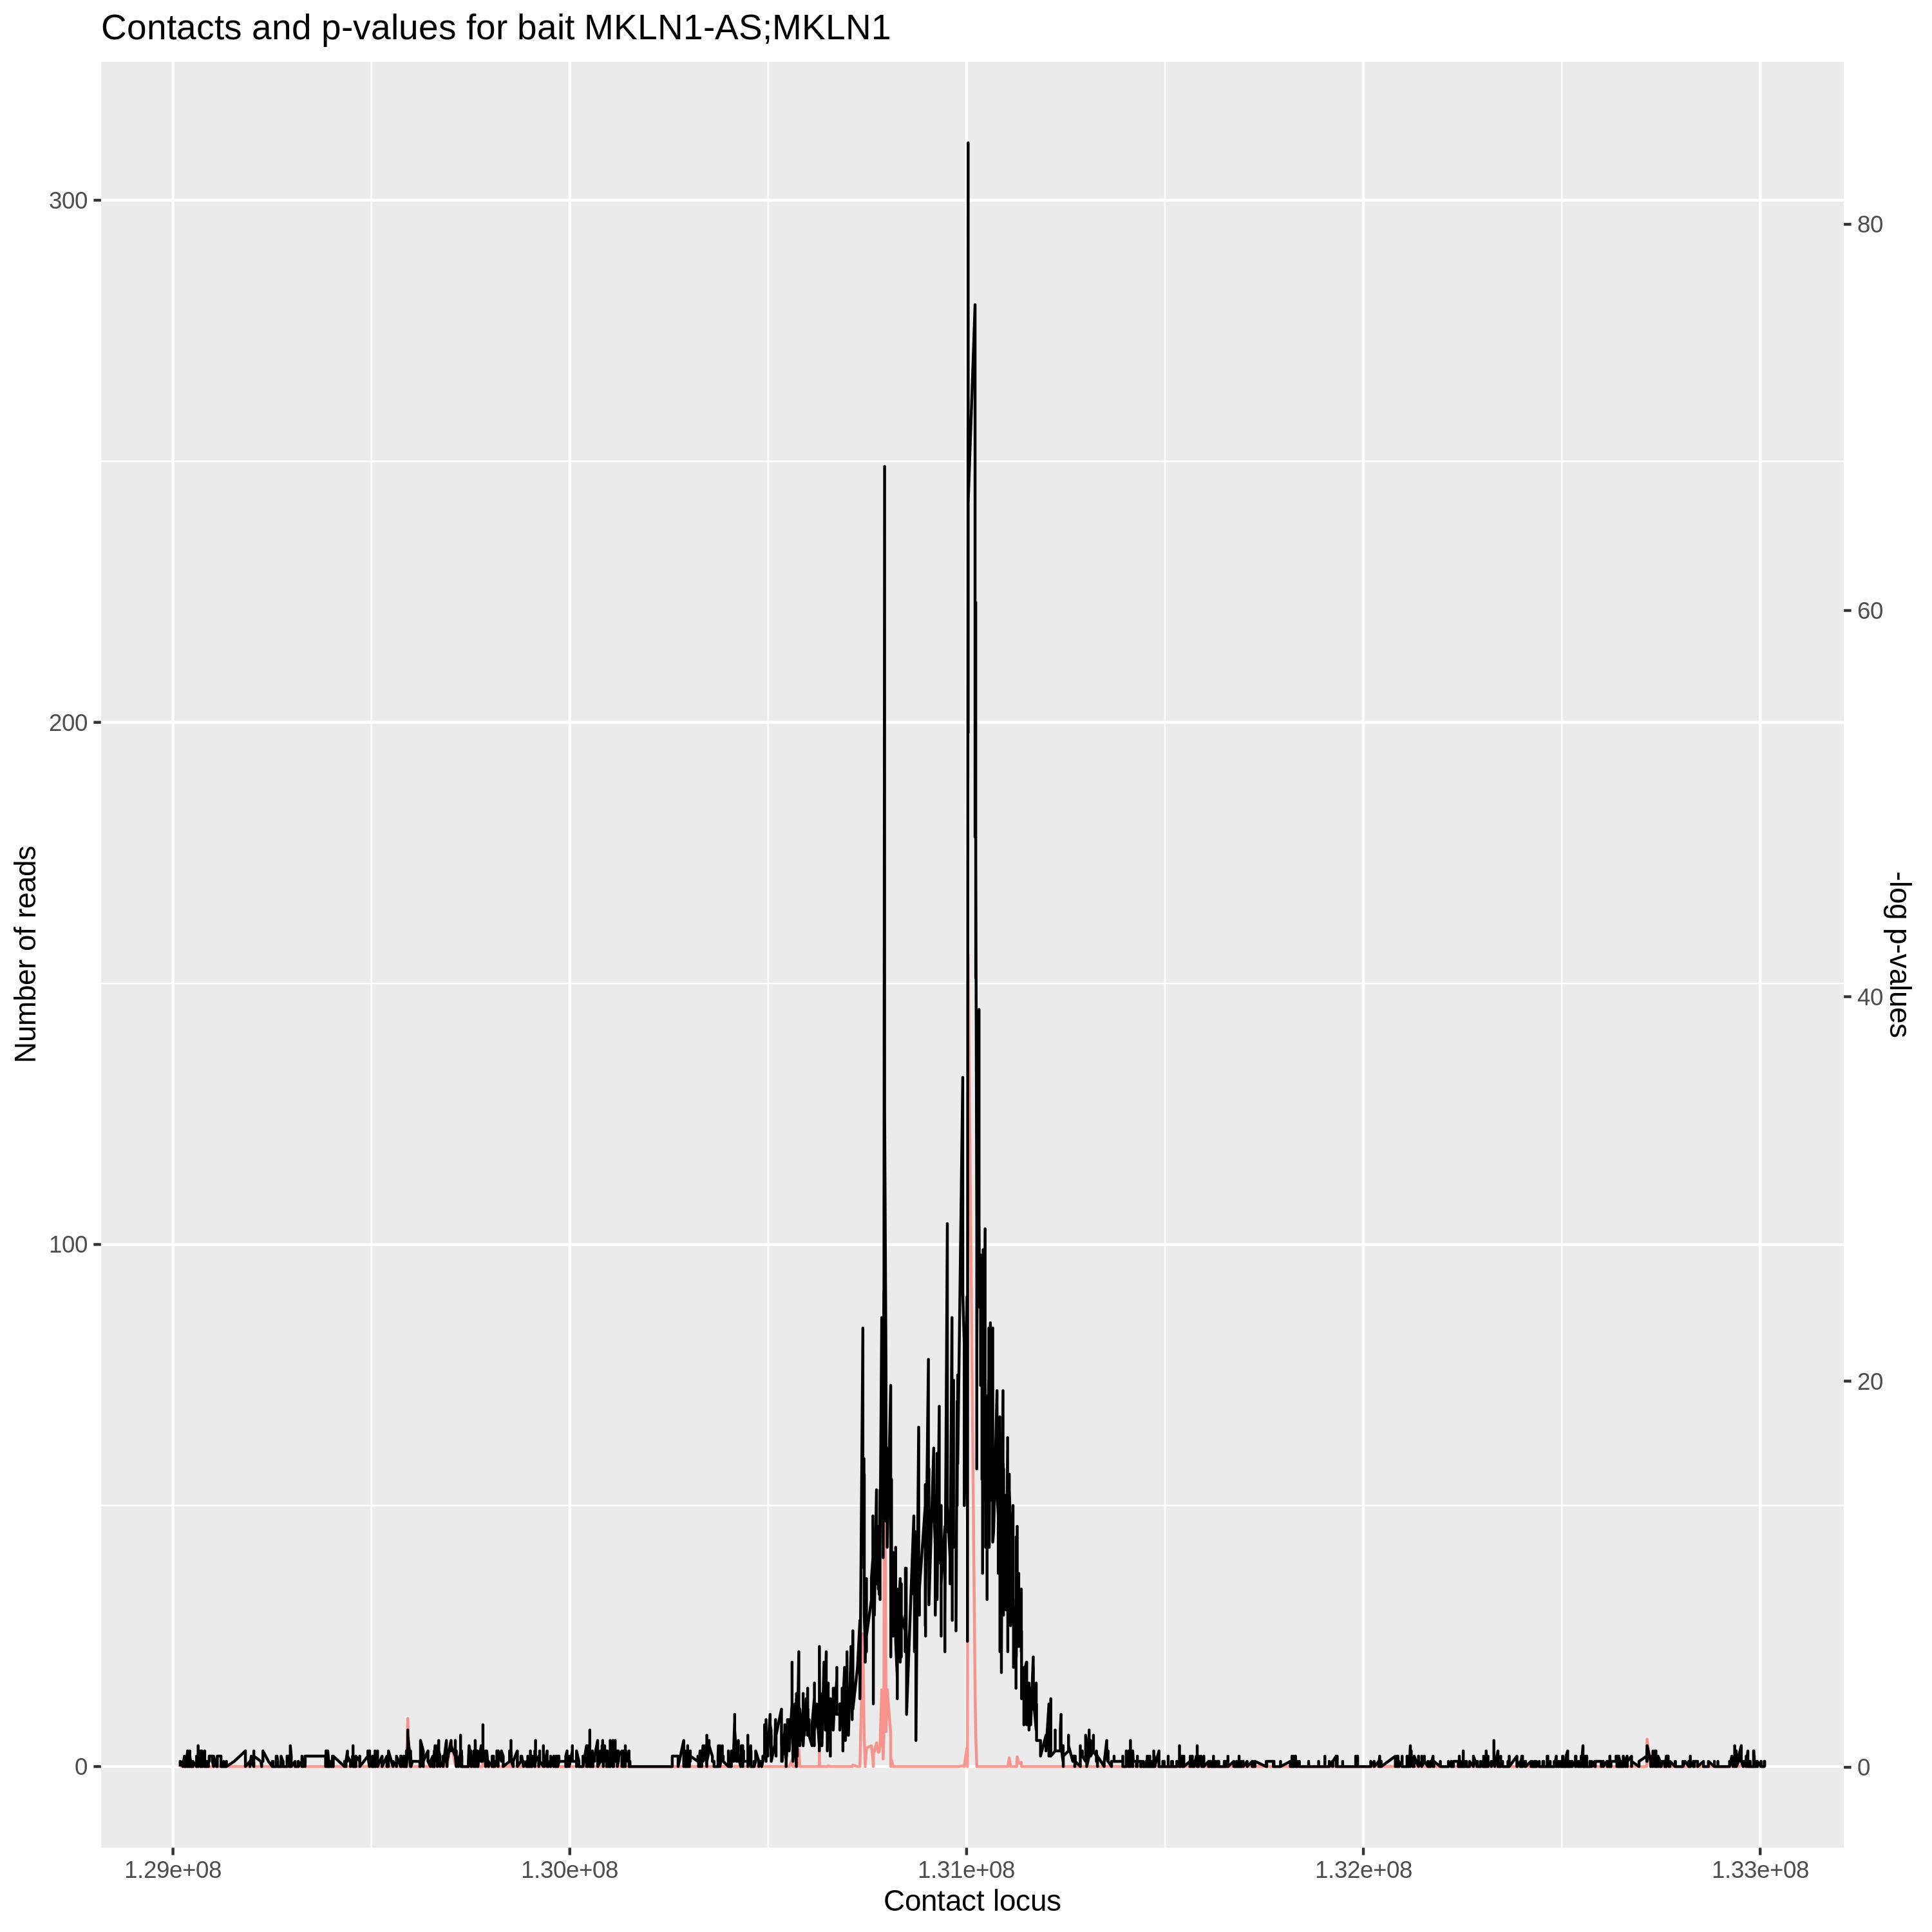 Contacts and p-values for bait MKLN1-AS;MKLN1
300
200
100
0
Number of reads
80
60
40
20
0
-log p-values
1.29e+08
1.30e+08
1.31e+08
1.32e+08
1.33e+08
Contact locus